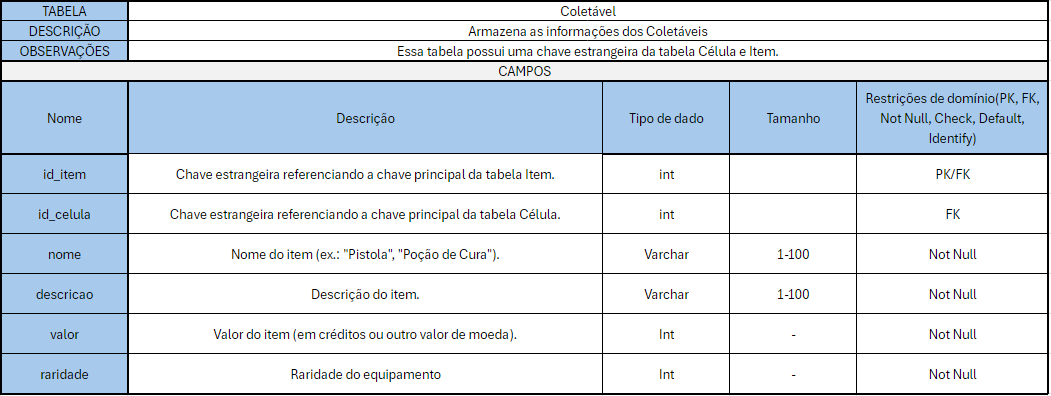 TABELA Coletável
DESCRIÇÃO Armazena as informações dos Coletáveis
OBSERVAÇÕES Essa tabela possui uma chave estrangeira da tabela Célula e Item.
CAMPOS
Nome Descrição Tipo de dado Tamanho Restrições de domínio(PK, FK,
Not Null, Check, Default,
Identify)
id_item Chave estrangeira referenciando a chave principal da tabela Item. int PK/FK
id_celula Chave estrangeira referenciando a chave principal da tabela Célula. int FK
nome Nome do item (ex.: "Pistola", "Poção de Cura"). Varchar 1-100 Not Null
descricao Descrição do item. Varchar 1-100 Not Null
valor Valor do item (em créditos ou outro valor de moeda). Int - Not Null
raridade Raridade do equipamento Int - Not Null